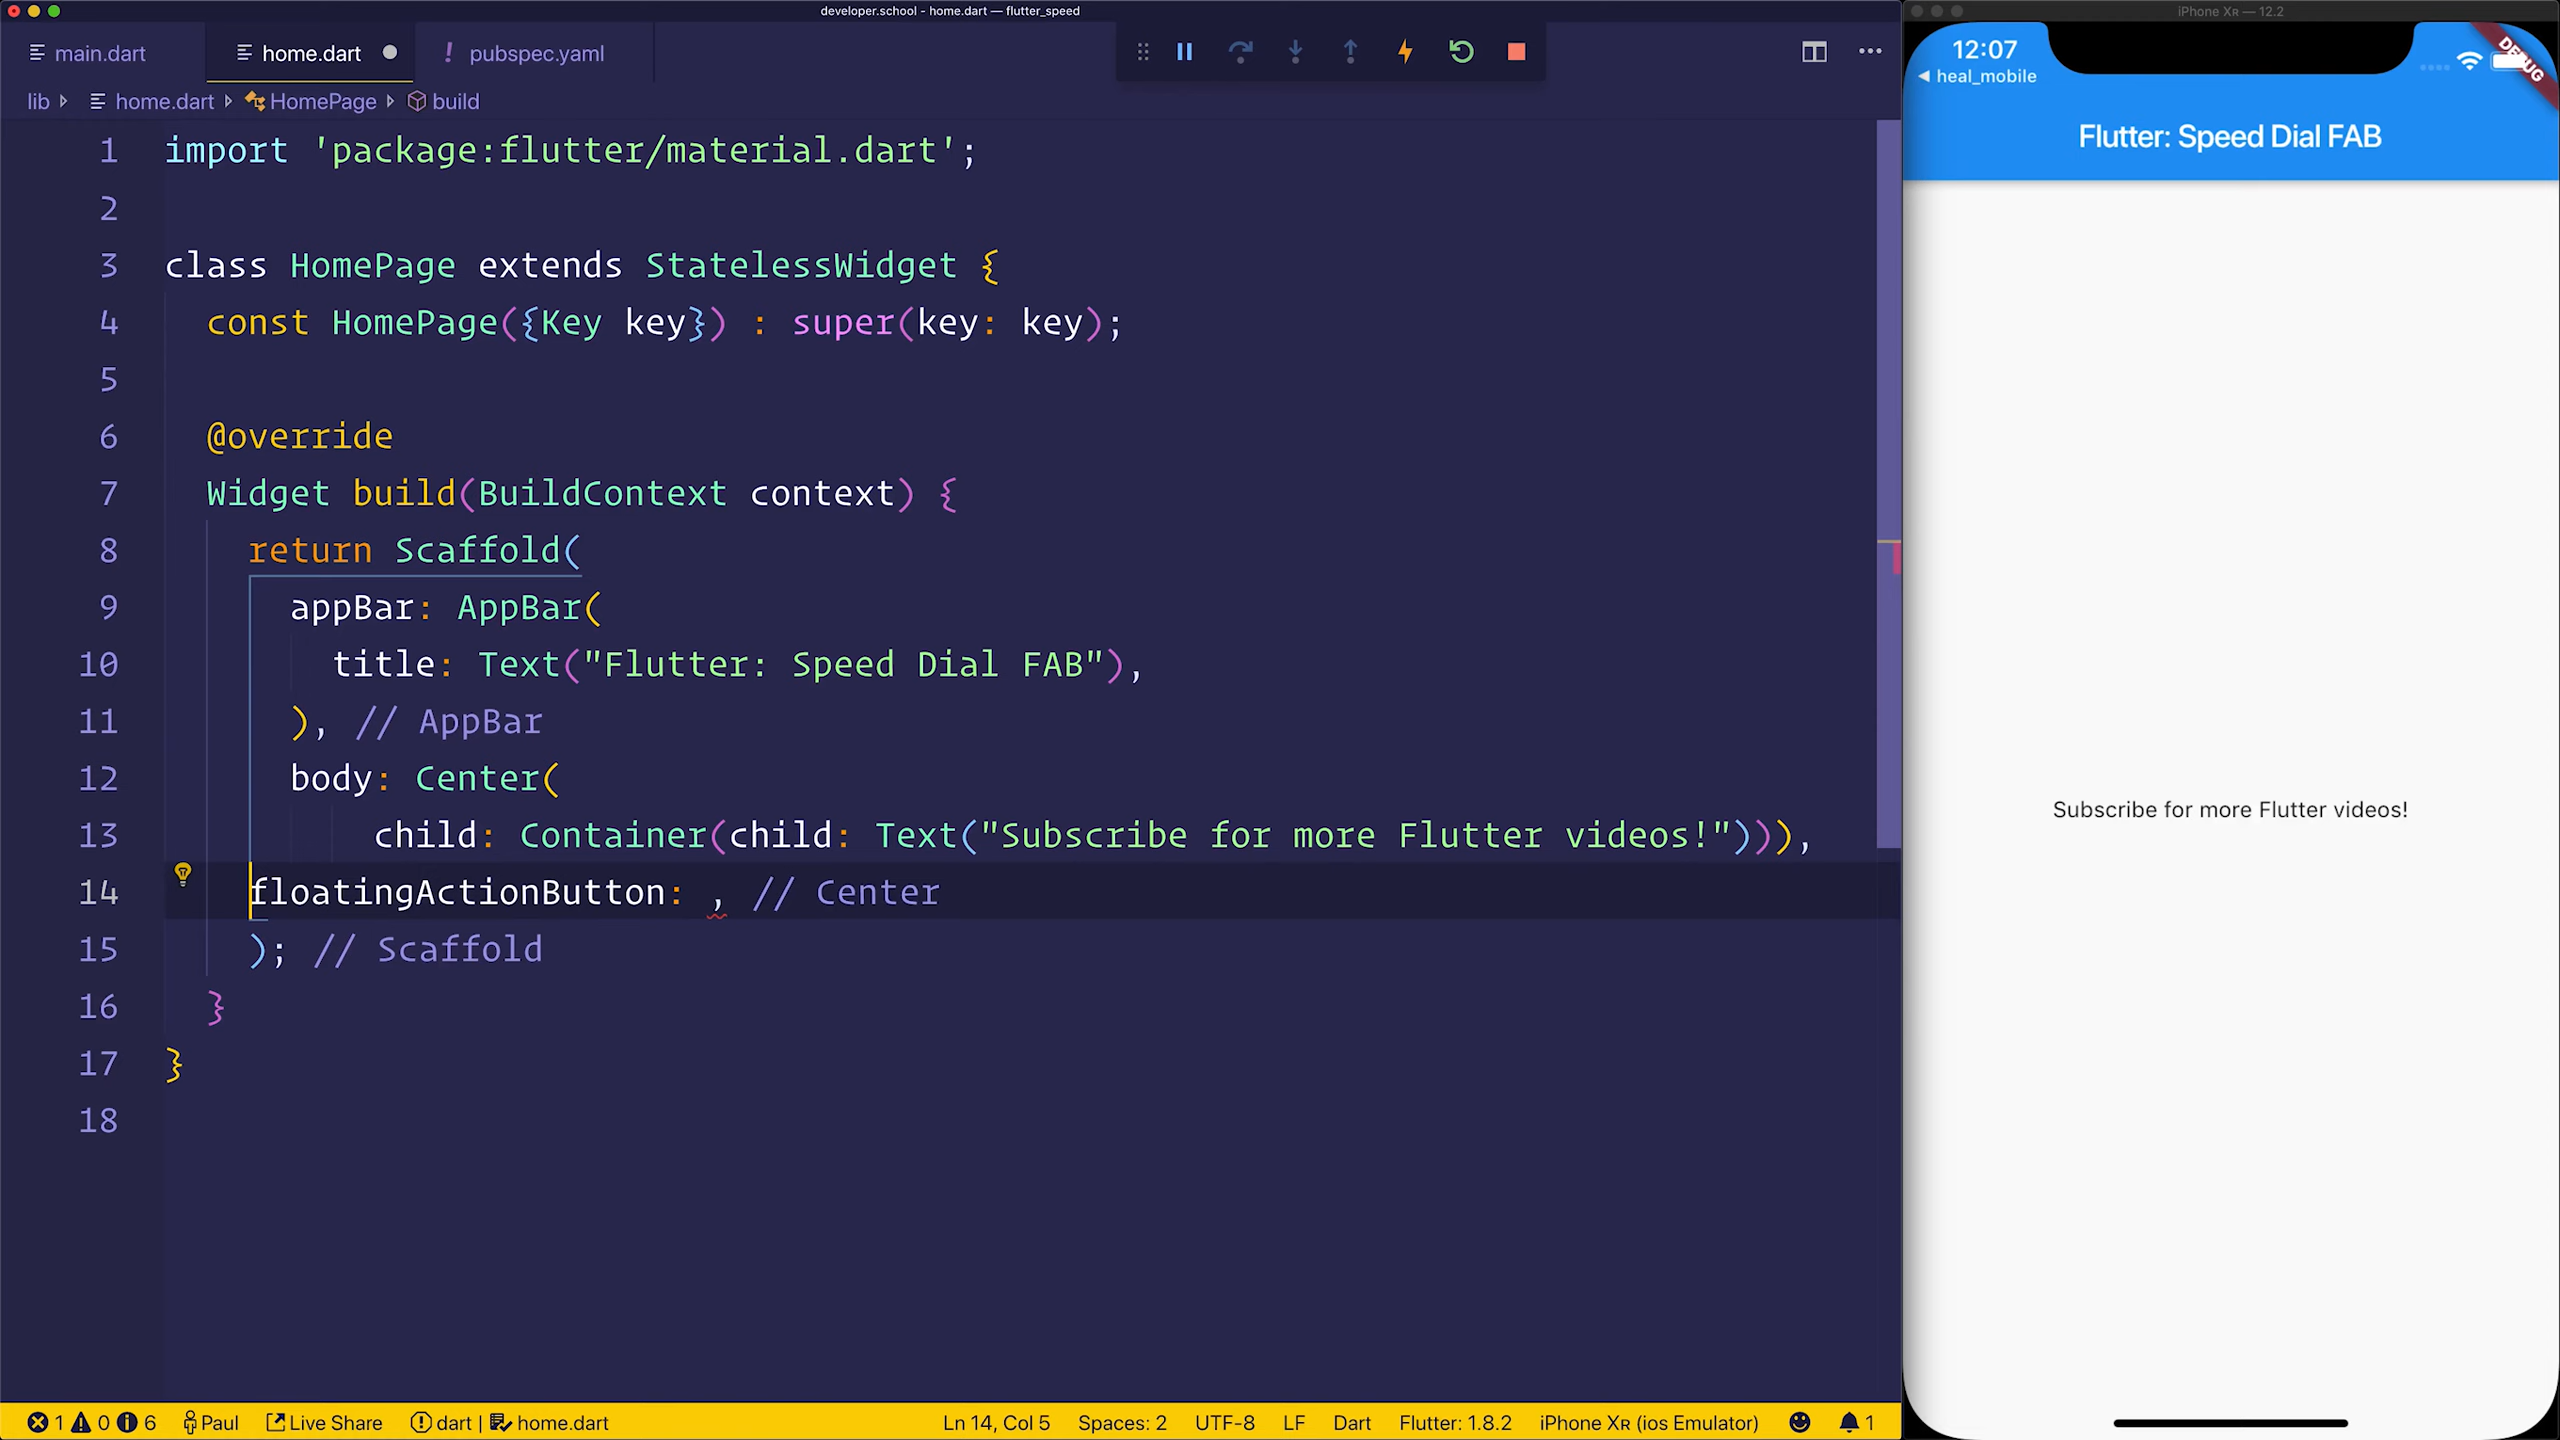 developer.school - home.dart — flutter_speed
main.dart
home.dart
! pubspec.yaml
lib
home.dart
HomePage
build
1 import 'package:flutter/material.dart';
2
3 class HomePage extends StatelessWidget {
4 const HomePage({Key key}) : super(key: key);
5
6 @override
7 Widget build(BuildContext context) {
8 return Scaffold(
9 appBar: AppBar(
10 title: Text("Flutter: Speed Dial FAB"),
11 ), // AppBar
12 body: Center(
13 child: Container(child: Text("Subscribe for more Flutter videos!"))),
14 floatingActionButton: , // Center
15 ); // Scaffold
16 }
17 }
18
1 0 6 Paul Live Share dart | home.dart Ln 14, Col 5 Spaces: 2 UTF-8 LF Dart Flutter: 1.8.2 iPhone Xʀ (ios Emulator) 1
iPhone Xʀ — 12.2
12:07
heal_mobile
DEBUG
Flutter: Speed Dial FAB
Subscribe for more Flutter videos!